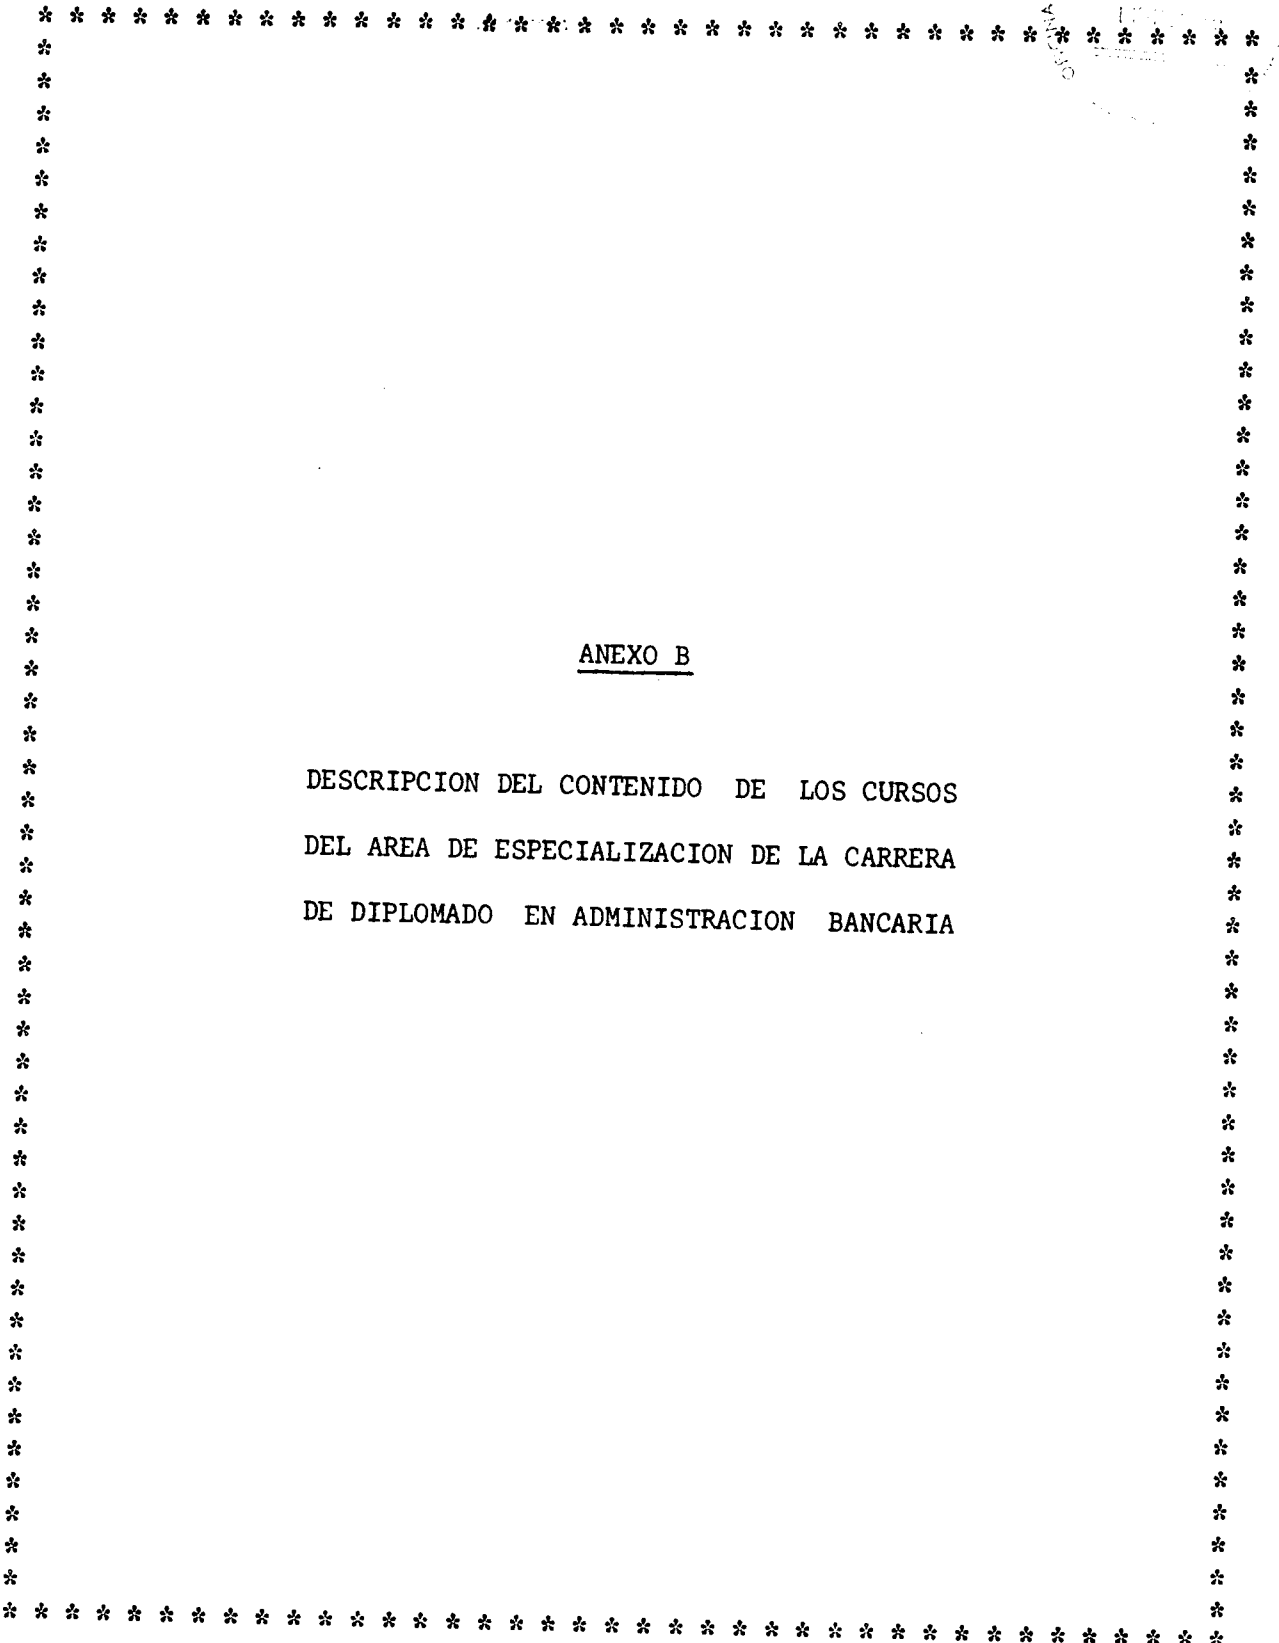 ANEXO B
DESCRIPCION DEL CONTENIDO DE LOS CURSOS
DEL AREA DE ESPECIALIZACION DE LA CARRERA
DE DIPLOMADO EN ADMINISTRACION BANCARIA